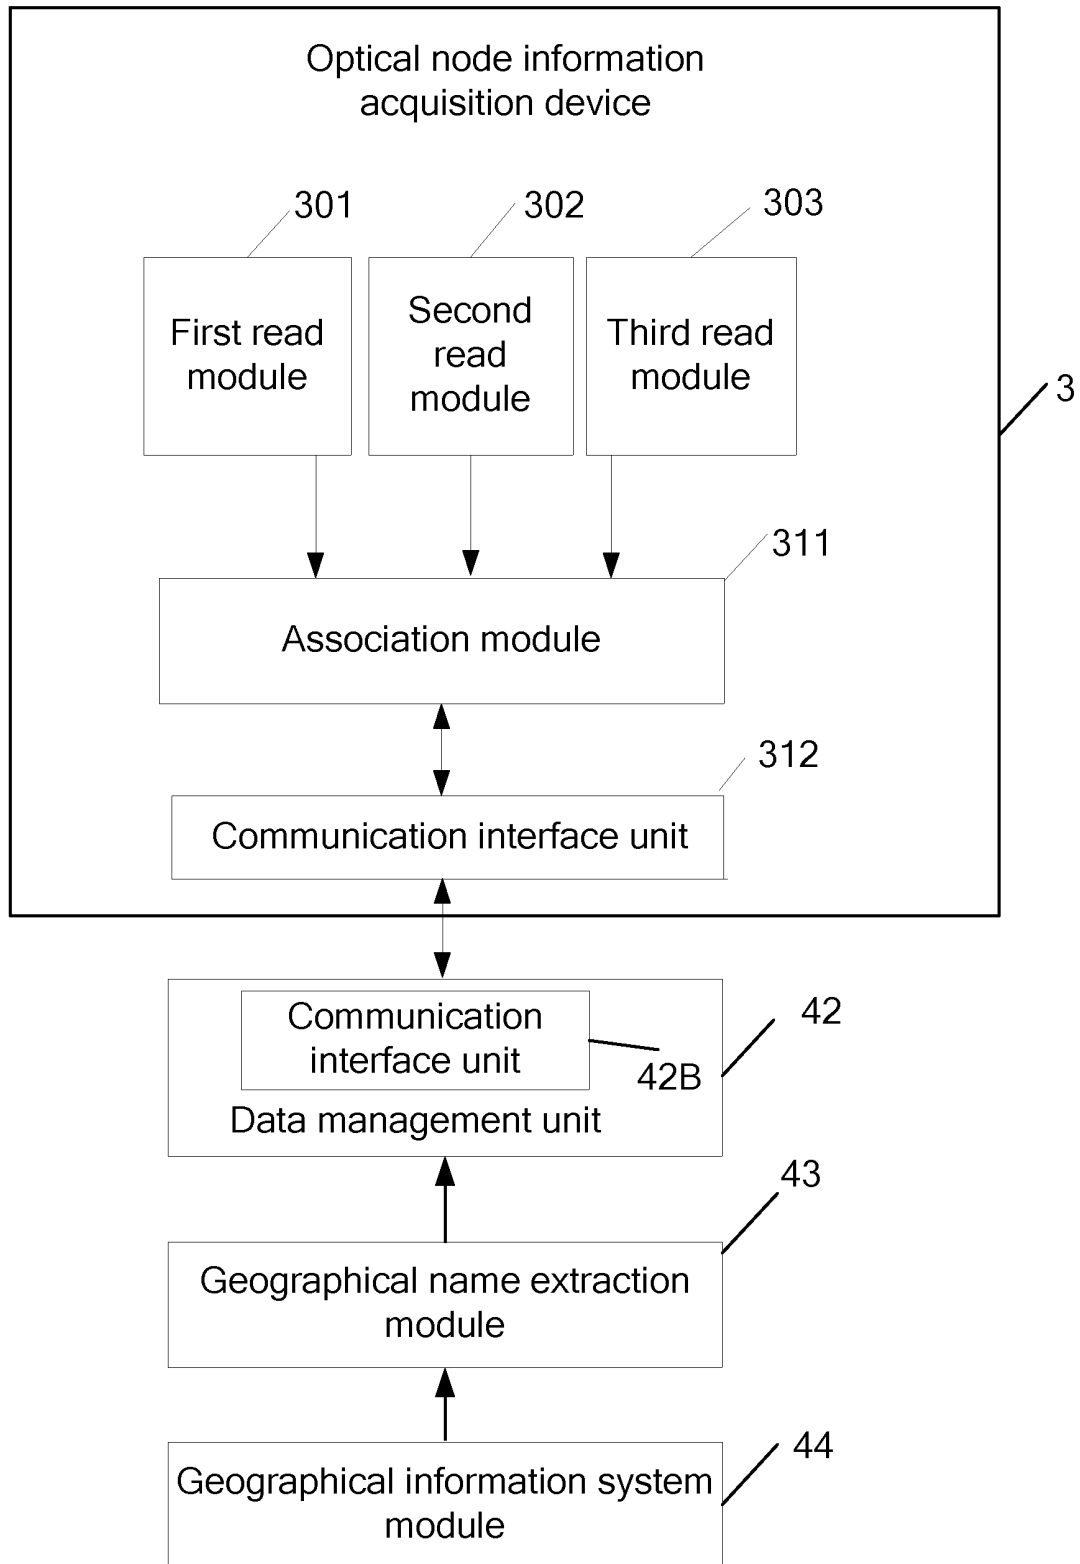 Optical node information
acquisition device
301
302
303
First read
module
Second
read
module
Third read
module
3
311
Association module
312
Communication interface unit
Communication
interface unit
42
42B
Data management unit
43
Geographical name extraction
module
44
Geographical information system
module